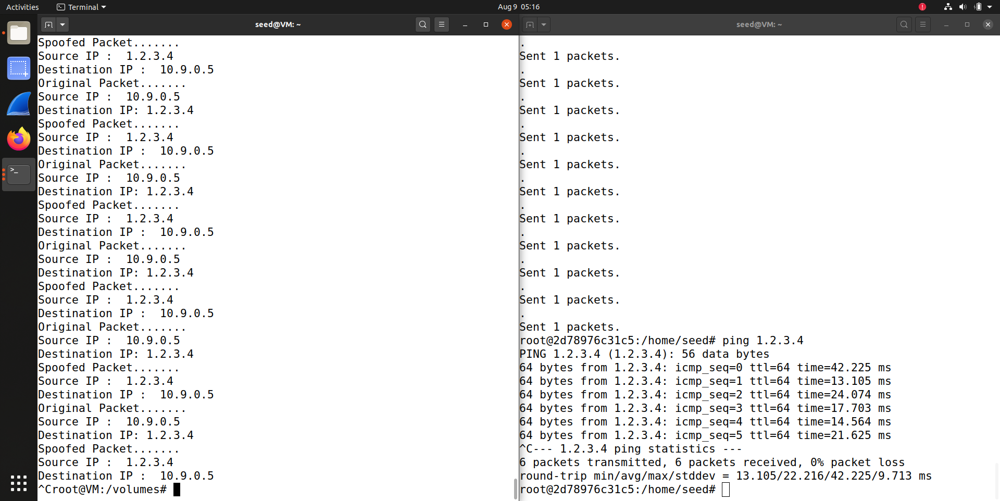 Activities
Terminal
Aug 9 05:16
seed@VM: ~
Spoofed Packet.......
Source IP :  1.2.3.4
Destination IP :  10.9.0.5
Original Packet.......
Source IP :  10.9.0.5
Destination IP: 1.2.3.4
Spoofed Packet.......
Source IP :  1.2.3.4
Destination IP :  10.9.0.5
Original Packet.......
Source IP :  10.9.0.5
Destination IP: 1.2.3.4
Spoofed Packet.......
Source IP :  1.2.3.4
Destination IP :  10.9.0.5
Original Packet.......
Source IP :  10.9.0.5
Destination IP: 1.2.3.4
Spoofed Packet.......
Source IP :  1.2.3.4
Destination IP :  10.9.0.5
Original Packet.......
Source IP :  10.9.0.5
Destination IP: 1.2.3.4
Spoofed Packet.......
Source IP :  1.2.3.4
Destination IP :  10.9.0.5
Original Packet.......
Source IP :  10.9.0.5
Destination IP: 1.2.3.4
Spoofed Packet.......
Source IP :  1.2.3.4
Destination IP :  10.9.0.5
^Croot@VM:/volumes#
seed@VM: ~
.
Sent 1 packets.
.
Sent 1 packets.
.
Sent 1 packets.
.
Sent 1 packets.
.
Sent 1 packets.
.
Sent 1 packets.
.
Sent 1 packets.
.
Sent 1 packets.
.
Sent 1 packets.
.
Sent 1 packets.
.
Sent 1 packets.
root@2d78976c31c5:/home/seed# ping 1.2.3.4
PING 1.2.3.4 (1.2.3.4): 56 data bytes
64 bytes from 1.2.3.4: icmp_seq=0 ttl=64 time=42.225 ms
64 bytes from 1.2.3.4: icmp_seq=1 ttl=64 time=13.105 ms
64 bytes from 1.2.3.4: icmp_seq=2 ttl=64 time=24.074 ms
64 bytes from 1.2.3.4: icmp_seq=3 ttl=64 time=17.703 ms
64 bytes from 1.2.3.4: icmp_seq=4 ttl=64 time=14.564 ms
64 bytes from 1.2.3.4: icmp_seq=5 ttl=64 time=21.625 ms
^C--- 1.2.3.4 ping statistics ---
6 packets transmitted, 6 packets received, 0% packet loss
round-trip min/avg/max/stddev = 13.105/22.216/42.225/9.713 ms
root@2d78976c31c5:/home/seed#